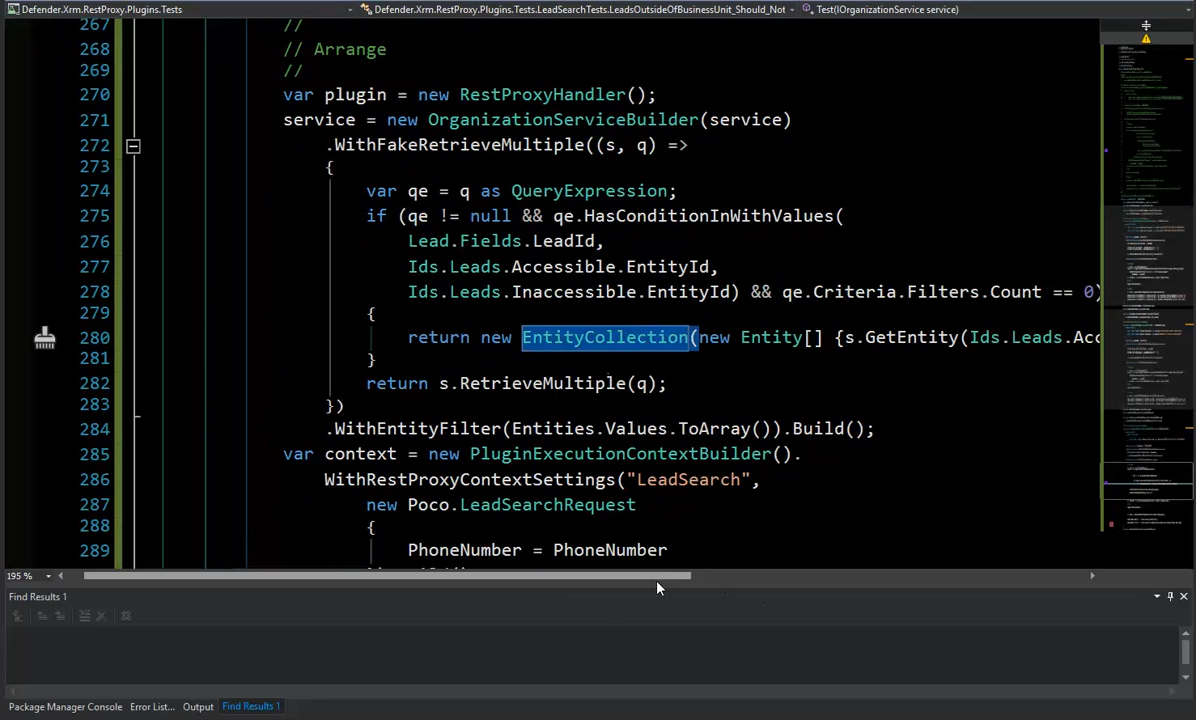 Defender.Xrm.RestProxy.Plugins.Tests Defender.Xrm.RestProxy.Plugins.Tests.LeadSearchTests.LeadsOutsideOfBusinessUnit_Should_Not Test(IOrganizationService service)
267 //
268 // Arrange
269 //
270 var plugin = new RestProxyHandler();
271 service = new OrganizationServiceBuilder(service)
272 .WithFakeRetrieveMultiple((s, q) =>
273 {
274 var qe = q as QueryExpression;
275 if (qe != null && qe.HasConditionInWithValues(
276 Lead.Fields.LeadId,
277 Ids.Leads.Accessible.EntityId,
278 Ids.Leads.Inaccessible.EntityId) && qe.Criteria.Filters.Count == 0)
279 {
280 return new EntityCollection(new Entity[] {s.GetEntity(Ids.Leads.Acc
281 }
282 return s.RetrieveMultiple(q);
283 })
284 .WithEntityFilter(Entities.Values.ToArray()).Build();
285 var context = new PluginExecutionContextBuilder().
286 WithRestProxyContextSettings("LeadSearch",
287 new Poco.LeadSearchRequest
288 {
289 PhoneNumber = PhoneNumber
195 %
Find Results 1
Package Manager Console Error List... Output Find Results 1